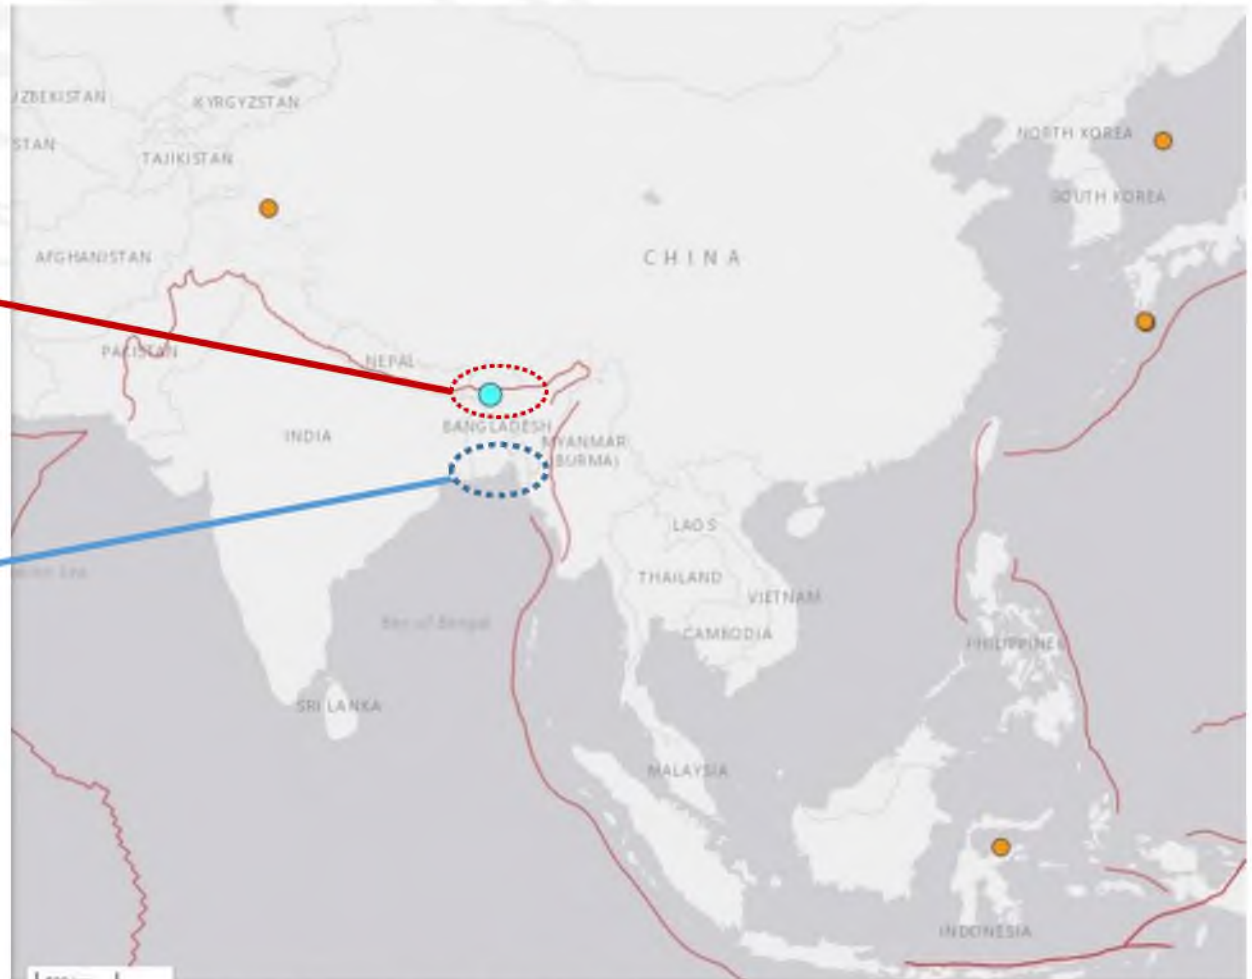 UZBEKISTAN
KYRGYZSTAN
NORTH KOREA
STAN
TAJIKISTAN
SOUTH KOREA
AFGHANISTAN
CHINA
PAKISTAN
NEPAL
BANGLADESH
INDIA
MYANMAR
(BURMA)
LAOS
THAILAND
VIETNAM
Bay of Bengal
CAMBODIA
PHILIPPINES
SRI LANKA
MALAYSIA
INDONESIA